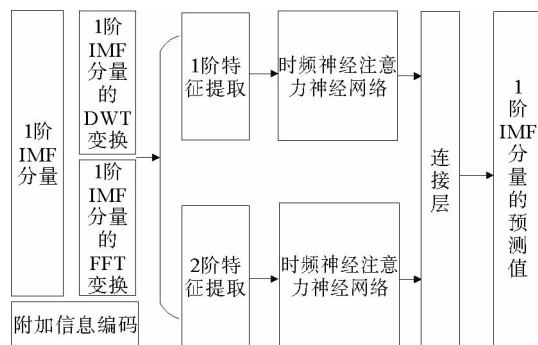 1阶
IMF
分量
1阶
IMF
分量
的
DWT
变换
1阶
IMF
分量
的
FFT
变换
附加信息编码
1阶特
征提取
时频神经注意
力神经网络
2阶特
征提取
时频神经注意
力神经网络
连
接
层
1
阶
IMF
分
量
的
预
测
值